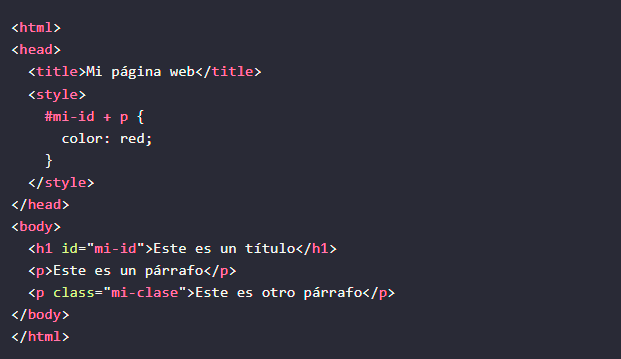 <html>
<head>
  <title>Mi página web</title>
  <style>
    #mi-id + p {
      color: red;
    }
  </style>
</head>
<body>
  <h1 id="mi-id">Este es un título</h1>
  <p>Este es un párrafo</p>
  <p class="mi-clase">Este es otro párrafo</p>
</body>
</html>